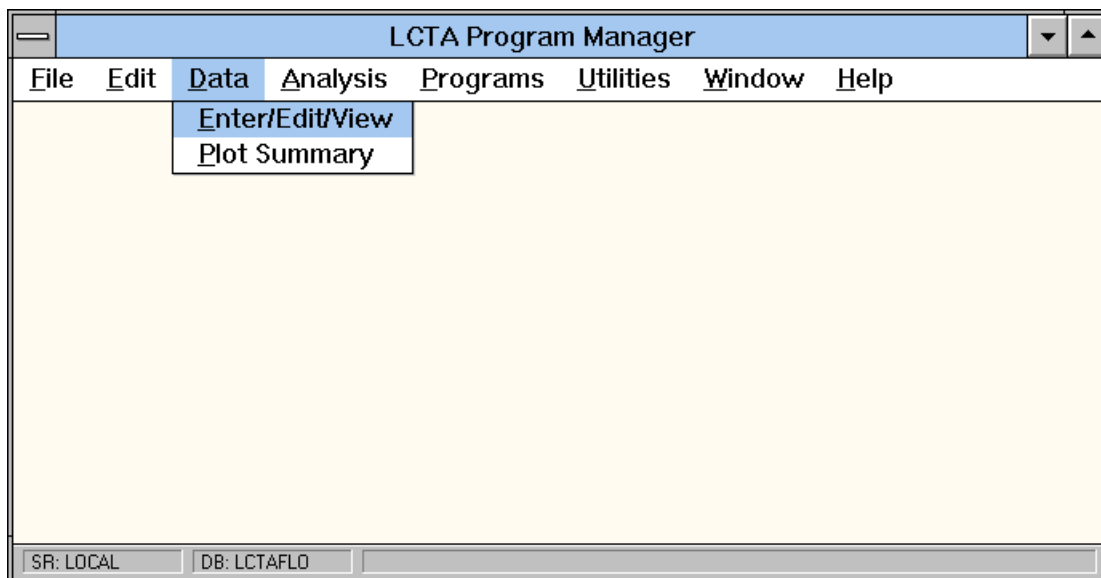 LCTA Program Manager
File Edit Data Analysis Programs Utilities Window Help
Enter/Edit/View
Plot Summary
SR: LOCAL DB: LCTAFLO